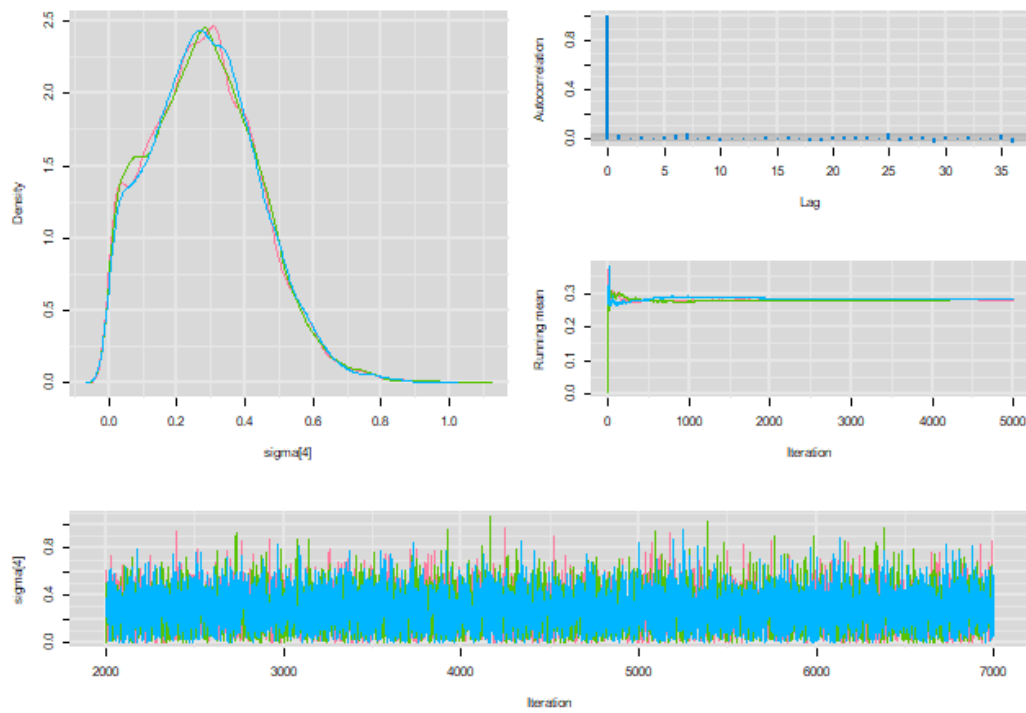 Density
2.5
2.0
1.5
1.0
0.5
0.0
0.0 0.2 0.4 0.6 0.8 1.0
sigma[4]
Autocorrelation
0.8
0.4
0.0
0 5 10 15 20 25 30 35
Lag
Running mean
0.3
0.2
0.1
0.0
0 1000 2000 3000 4000 5000
Iteration
sigma[4]
0.8
0.4
0.0
2000 3000 4000 5000 6000 7000
Iteration